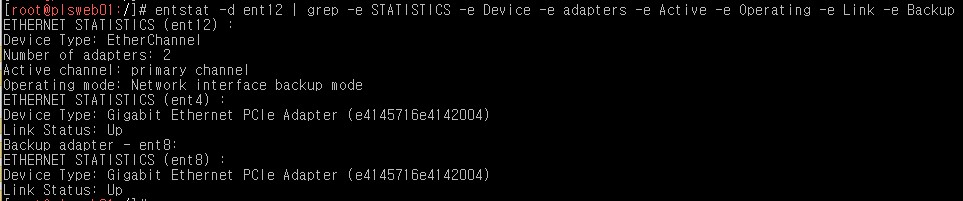 [root@plsweb01:/]# entstat -d ent12 | grep -e STATISTICS -e Device -e adapters -e Active -e Operating -e Link -e Backup
ETHERNET STATISTICS (ent12) :
Device Type: EtherChannel
Number of adapters: 2
Active channel: primary channel
Operating mode: Network interface backup mode
ETHERNET STATISTICS (ent4) :
Device Type: Gigabit Ethernet PCIe Adapter (e4145716e4142004)
Link Status: Up
Backup adapter - ent8:
ETHERNET STATISTICS (ent8) :
Device Type: Gigabit Ethernet PCIe Adapter (e4145716e4142004)
Link Status: Up